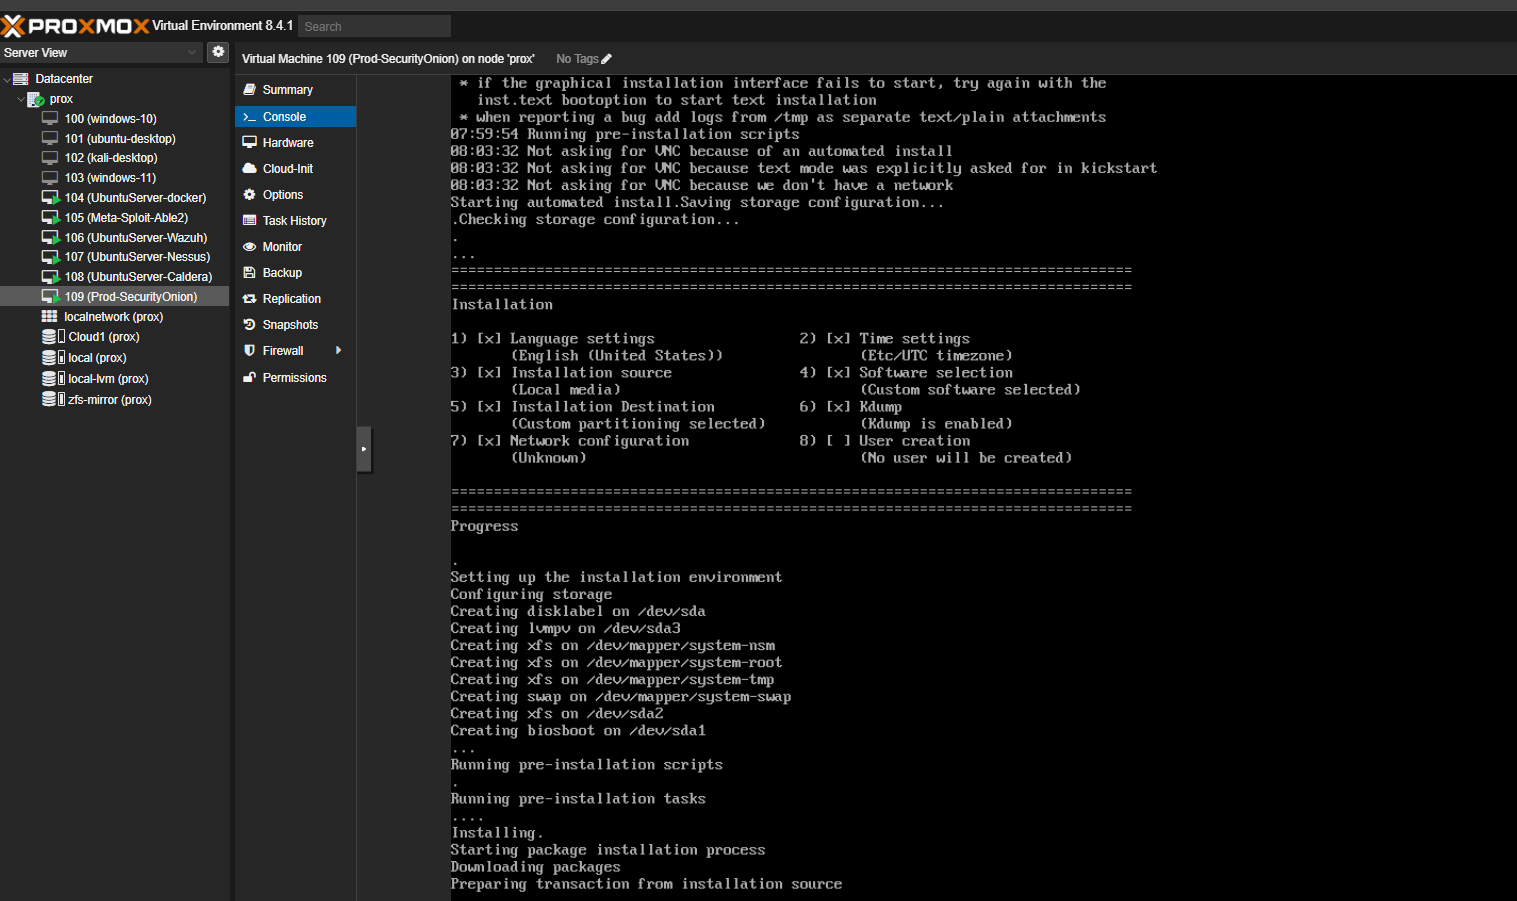 PROXMOX Virtual Environment 8.4.1 Search
Server View
Datacenter
prox
100 (windows-10)
101 (ubuntu-desktop)
102 (kali-desktop)
103 (windows-11)
104 (UbuntuServer-docker)
105 (Meta-Sploit-Able2)
106 (UbuntuServer-Wazuh)
107 (UbuntuServer-Nessus)
108 (UbuntuServer-Caldera)
109 (Prod-SecurityOnion)
localnetwork (prox)
Cloud1 (prox)
local (prox)
local-lvm (prox)
zfs-mirror (prox)
Virtual Machine 109 (Prod-SecurityOnion) on node 'prox' No Tags
Summary
Console
Hardware
Cloud-Init
Options
Task History
Monitor
Backup
Replication
Snapshots
Firewall
Permissions
* if the graphical installation interface fails to start, try again with the
inst.text bootoption to start text installation
* when reporting a bug add logs from /tmp as separate text/plain attachments
07:59:54 Running pre-installation scripts
08:03:32 Not asking for VNC because of an automated install
08:03:32 Not asking for VNC because text mode was explicitly asked for in kickstart
08:03:32 Not asking for VNC because we don't have a network
Starting automated install.Saving storage configuration...
.Checking storage configuration...
.
...
================================================================================
================================================================================
Installation
1) [x] Language settings 2) [x] Time settings
(English (United States)) (Etc/UTC timezone)
3) [x] Installation source 4) [x] Software selection
(Local media) (Custom software selected)
5) [x] Installation Destination 6) [x] Kdump
(Custom partitioning selected) (Kdump is enabled)
7) [x] Network configuration 8) [ ] User creation
(Unknown) (No user will be created)
================================================================================
================================================================================
Progress
.
Setting up the installation environment
Configuring storage
Creating disklabel on /dev/sda
Creating lvmpv on /dev/sda3
Creating xfs on /dev/mapper/system-nsm
Creating xfs on /dev/mapper/system-root
Creating xfs on /dev/mapper/system-tmp
Creating swap on /dev/mapper/system-swap
Creating xfs on /dev/sda2
Creating biosboot on /dev/sda1
...
Running pre-installation scripts
.
Running pre-installation tasks
....
Installing.
Starting package installation process
Downloading packages
Preparing transaction from installation source